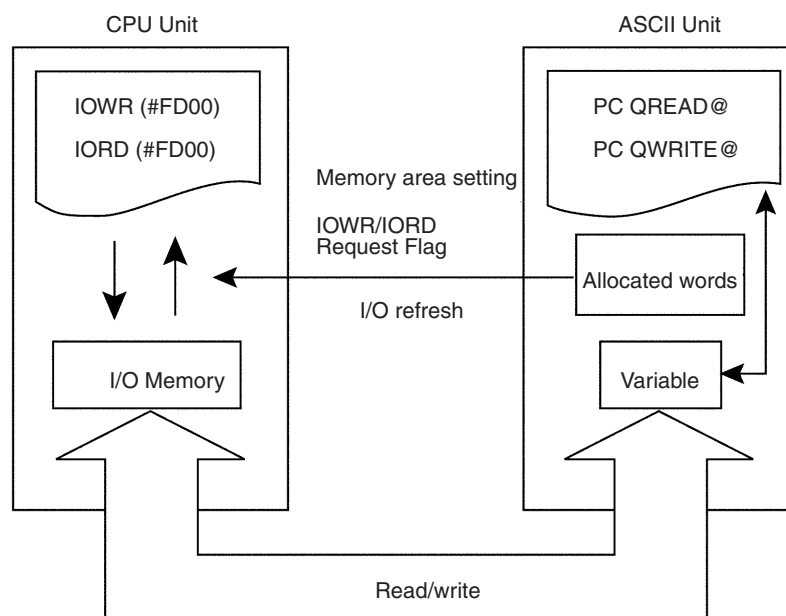 CPU Unit
ASCII Unit
IOWR (#FD00)
IORD (#FD00)
PC QREAD@
PC QWRITE@
Memory area setting
IOWR/IORD
Request Flag
Allocated words
I/O refresh
I/O Memory
Variable
Read/write